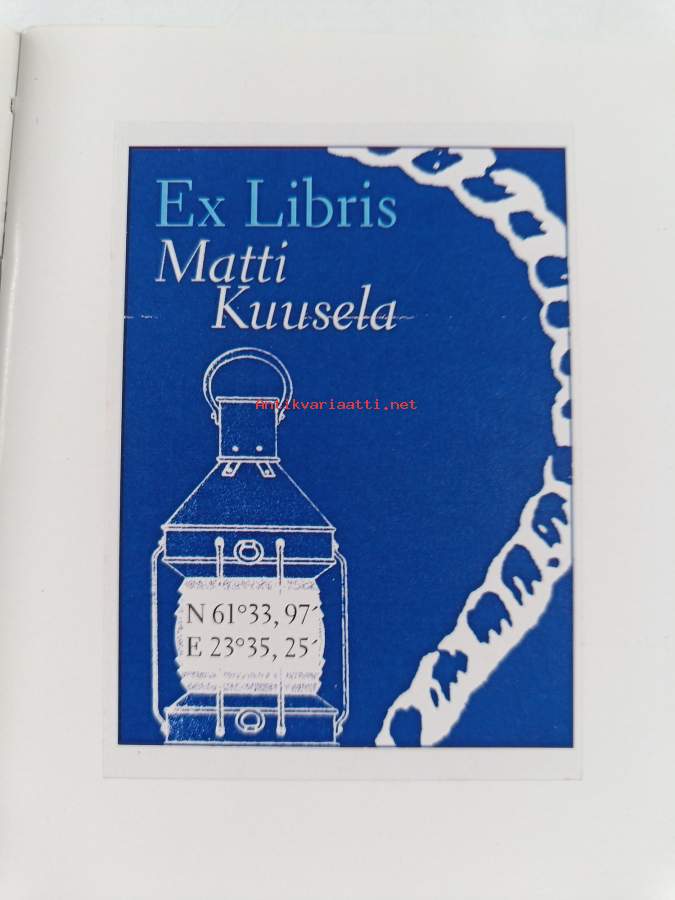 Ex Libris
Matti
Kuusela
Antikvariaatti.net
N 61°33, 97´
E 23°35, 25´